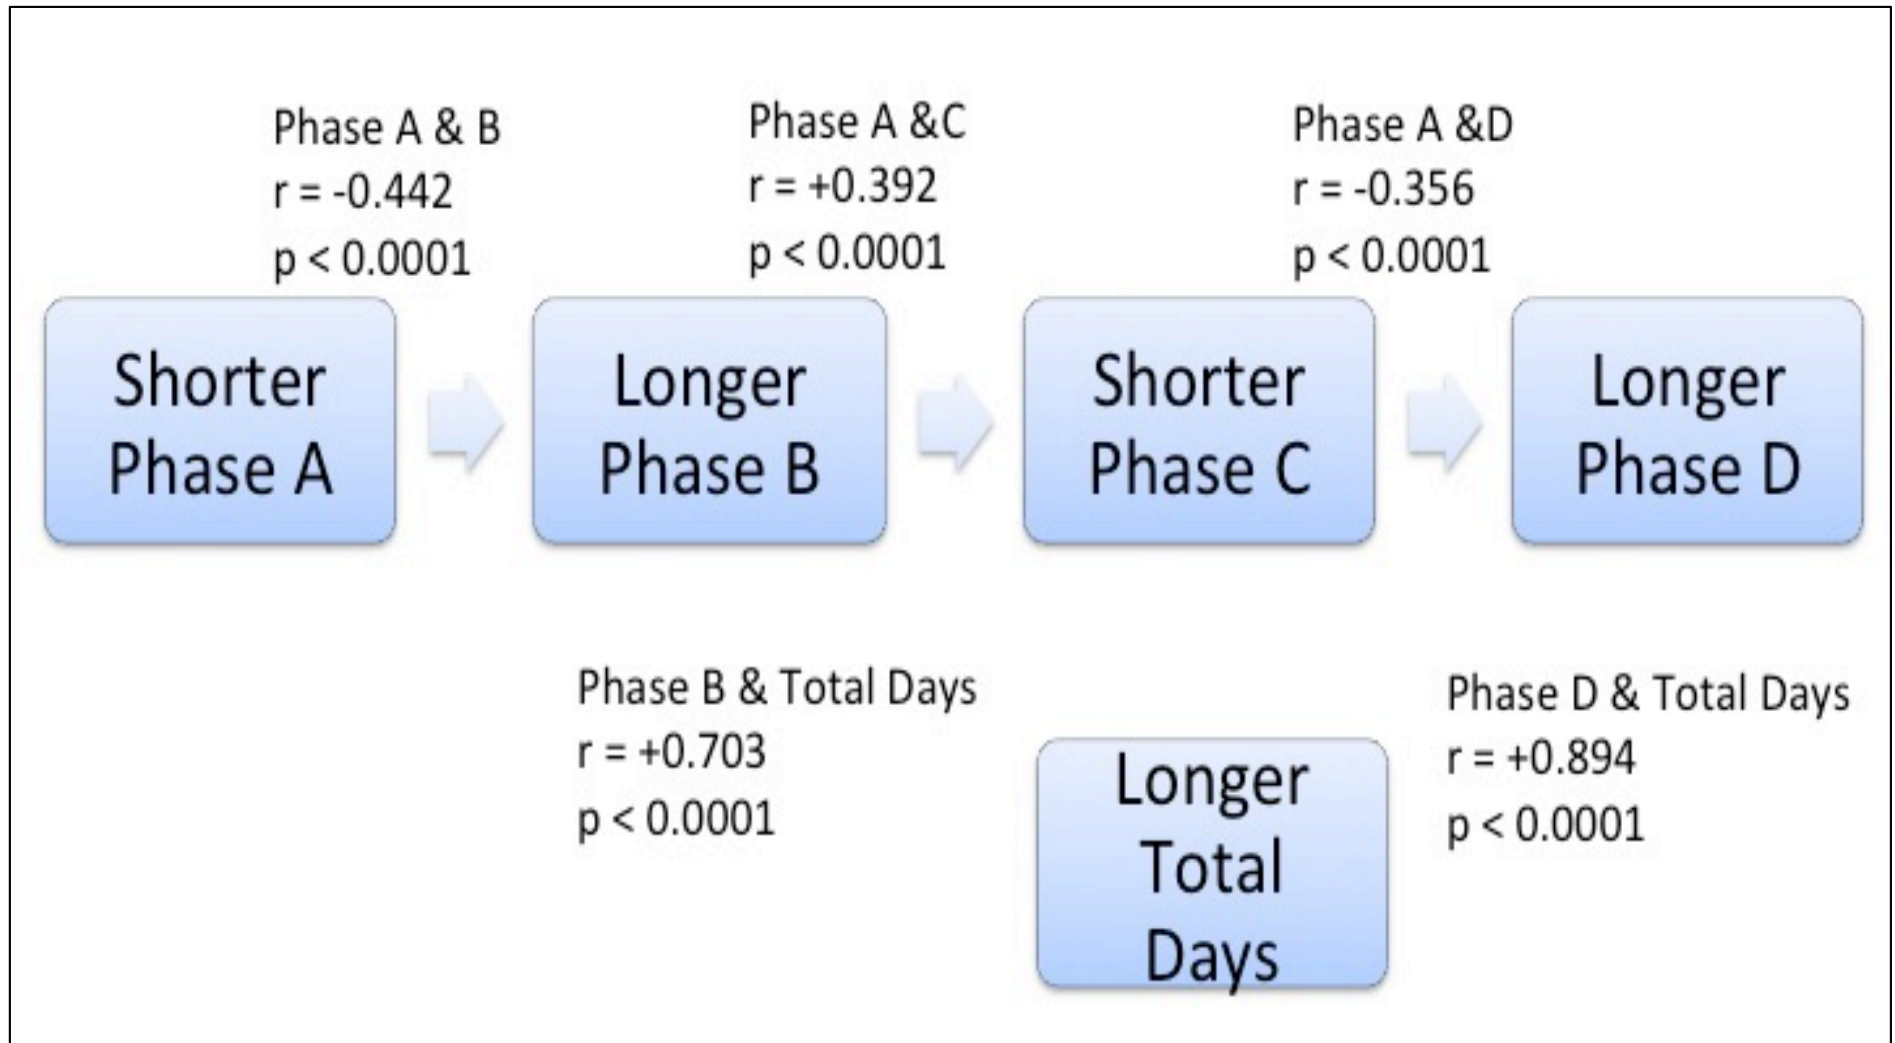 Phase A & B
r = -0.442
p < 0.0001
Phase A &C
r = +0.392
p < 0.0001
Phase A &D
r = -0.356
p < 0.0001
Shorter
Phase A
Longer
Phase B
Shorter
Phase C
Longer
Phase D
Phase B & Total Days
r = +0.703
p < 0.0001
Longer
Total
Days
Phase D & Total Days
r = +0.894
p < 0.0001